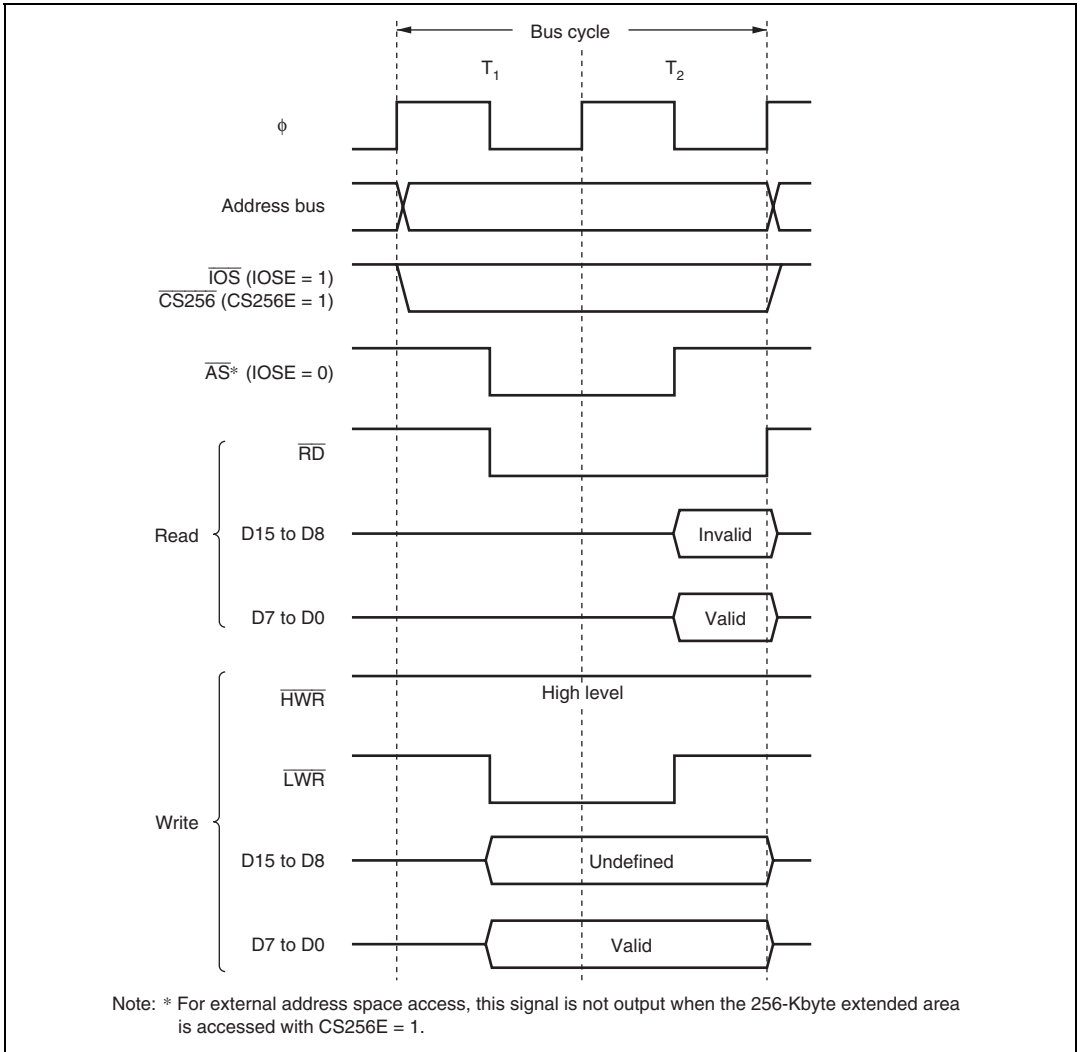 Bus cycle
T1 T2
ϕ
Address bus
IOS (IOSE = 1)
CS256 (CS256E = 1)
AS* (IOSE = 0)
RD
Read
D15 to D8 Invalid
D7 to D0 Valid
HWR High level
LWR
Write
D15 to D8 Undefined
D7 to D0 Valid
Note: * For external address space access, this signal is not output when the 256-Kbyte extended area
is accessed with CS256E = 1.